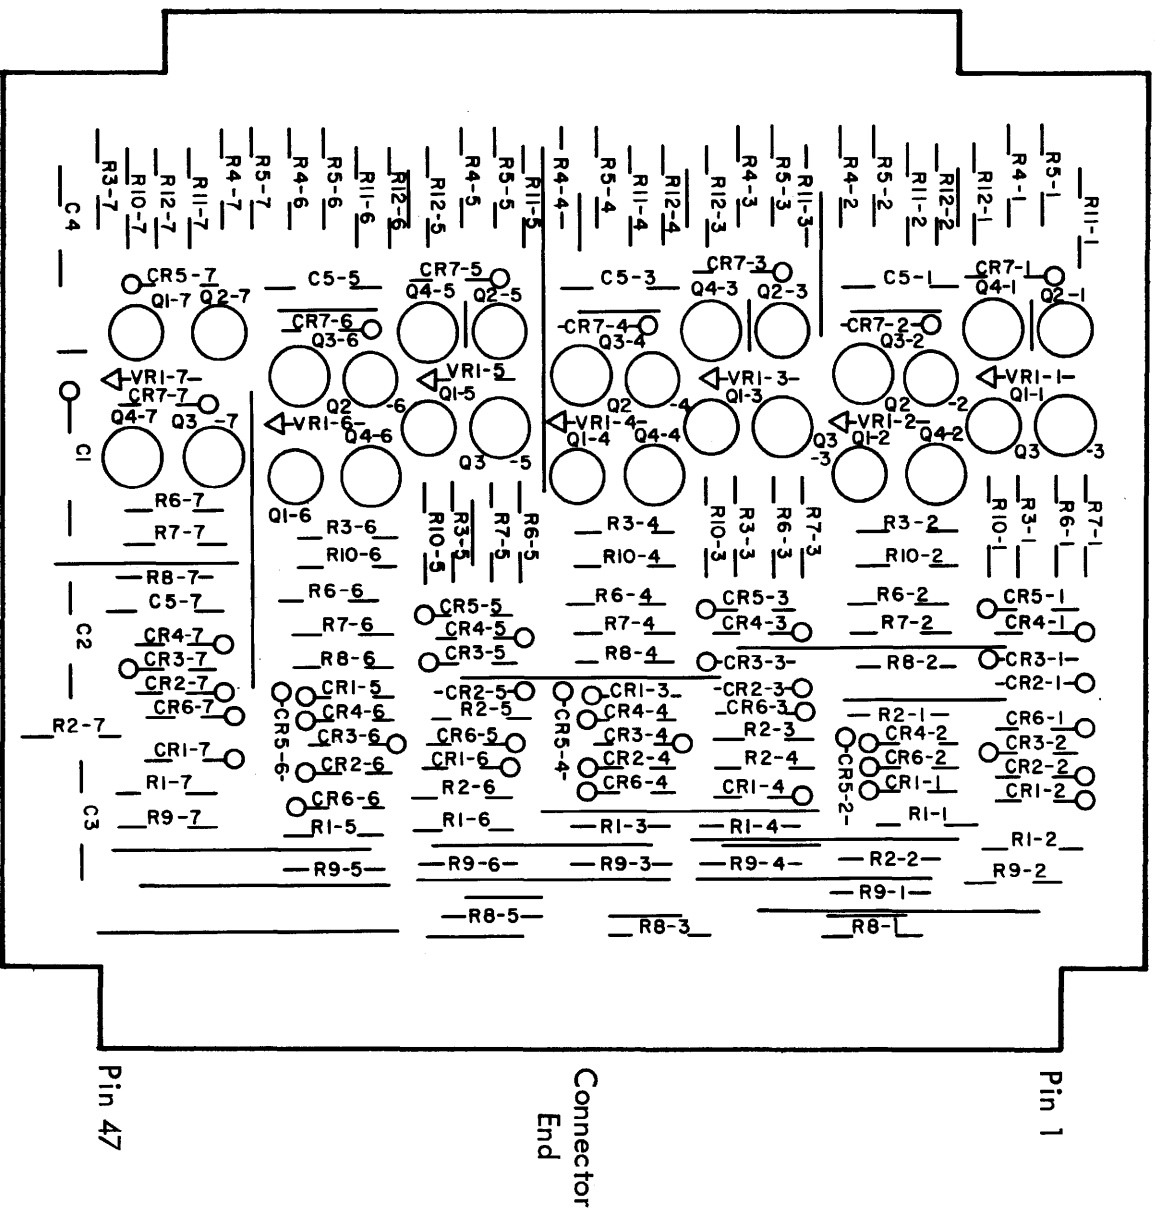 R3-7
R10-7
R12-7
R11-7
R4-7
R5-7
R4-6
R5-6
R11-6
R12-6
R12-5
R4-5
R5-5
R11-5
R4-4
R5-4
R11-4
R12-4
R12-3
R4-3
R5-3
R11-3
R4-2
R5-2
R11-2
R12-2
R12-1
R4-1
R5-1
R11-1
C4
CR5-7
C5-5
CR7-5
C5-3
CR7-3
C5-1
CR7-1
Q1-7
Q2-7
Q4-5
Q2-5
Q4-3
Q2-3
Q4-1
Q2-1
CR7-6
Q3-6
CR7-4
Q3-4
CR7-2
Q3-2
VR1-7
VR1-5
VR1-3
VR1-1
CR7-7
Q1-5
Q1-3
Q1-1
Q4-7
Q3-7
Q2-6
Q2-4
Q2-2
VR1-6
VR1-4
VR1-2
Q4-6
Q1-4
Q4-4
Q1-2
Q4-2
C1
Q3-5
Q3-3
Q3-1
-3
R6-7
Q1-6
R7-7
R3-6
R10-5
R3-5
R7-5
R6-5
R3-4
R10-3
R3-3
R6-3
R7-3
R3-2
R10-1
R3-1
R6-1
R7-1
R10-6
R10-4
R10-2
R8-7
C5-7
R6-6
CR5-5
R6-4
CR5-3
R6-2
CR5-1
C2
CR4-7
R7-6
CR4-5
R7-4
CR4-3
R7-2
CR4-1
CR3-7
R8-6
CR3-5
R8-4
CR3-3
R8-2
CR3-1
CR2-7
CR1-5
CR2-5
CR1-3
CR2-3
CR2-1
CR6-7
CR5-6
CR4-6
R2-5
CR5-4
CR4-4
CR6-3
R2-1
R2-7
CR3-6
CR6-5
CR3-4
R2-3
CR5-2
CR4-2
CR6-1
CR1-7
CR2-6
CR1-6
CR2-4
R2-4
CR6-2
CR3-2
CR2-2
R1-7
R2-6
CR6-4
CR1-4
CR1-1
CR1-2
C3
R9-7
CR6-6
R1-5
R1-6
R1-3
R1-4
R1-1
R1-2
R9-5
R9-6
R9-3
R9-4
R2-2
R9-2
R9-1
R8-5
R8-3
R8-1
Pin 47
Connector
End
Pin 1